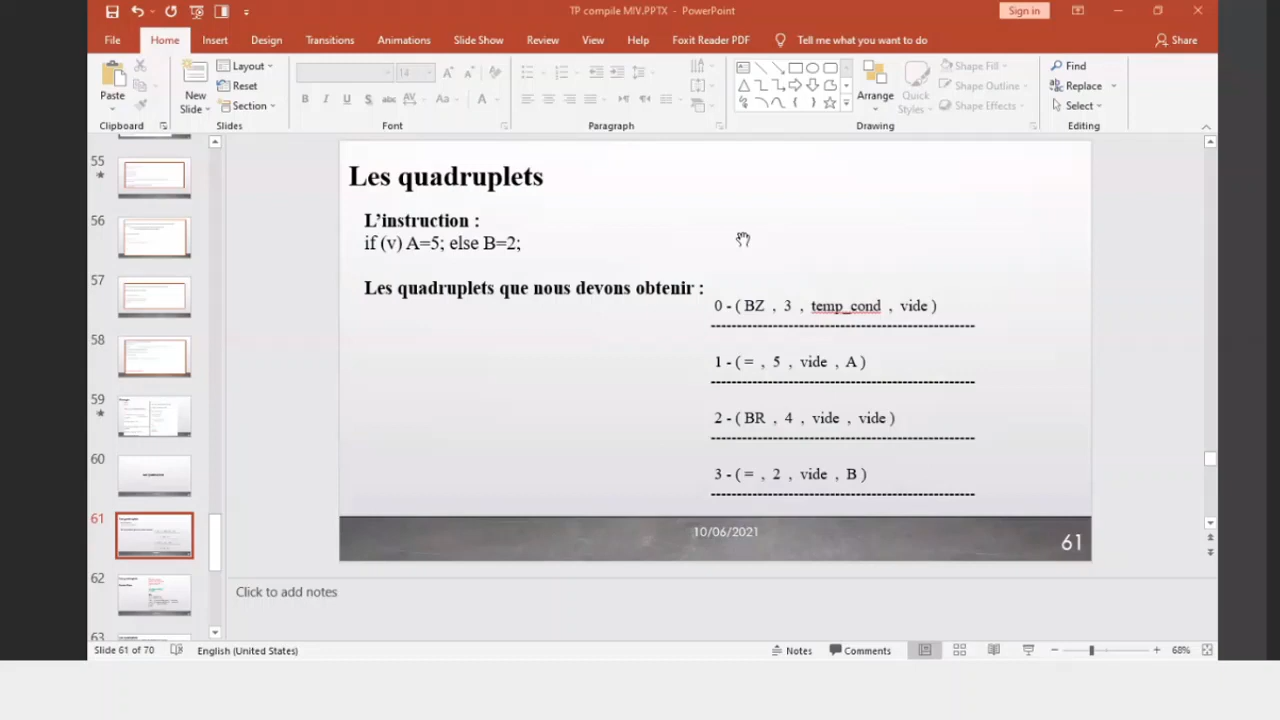 TP compile MIV.PPTX - PowerPoint
Sign in
File Home Insert Design Transitions Animations Slide Show Review View Help Foxit Reader PDF Tell me what you want to do Share
Paste
Clipboard
New Slide
Layout
Reset
Section
Slides
14
B I U S abc AV Aa A
Font
Paragraph
Arrange
Quick Styles
Shape Fill
Shape Outline
Shape Effects
Drawing
Find
Replace
Select
Editing
55
56
57
58
59
60
61
62
63
Les quadruplets
L'instruction :
if (v) A=5; else B=2;
Les quadruplets que nous devons obtenir :
0 - ( BZ , 3 , temp_cond , vide )
1 - ( = , 5 , vide , A )
2 - ( BR , 4 , vide , vide )
3 - ( = , 2 , vide , B )
10/06/2021
61
Click to add notes
Slide 61 of 70 English (United States) Notes Comments 68%